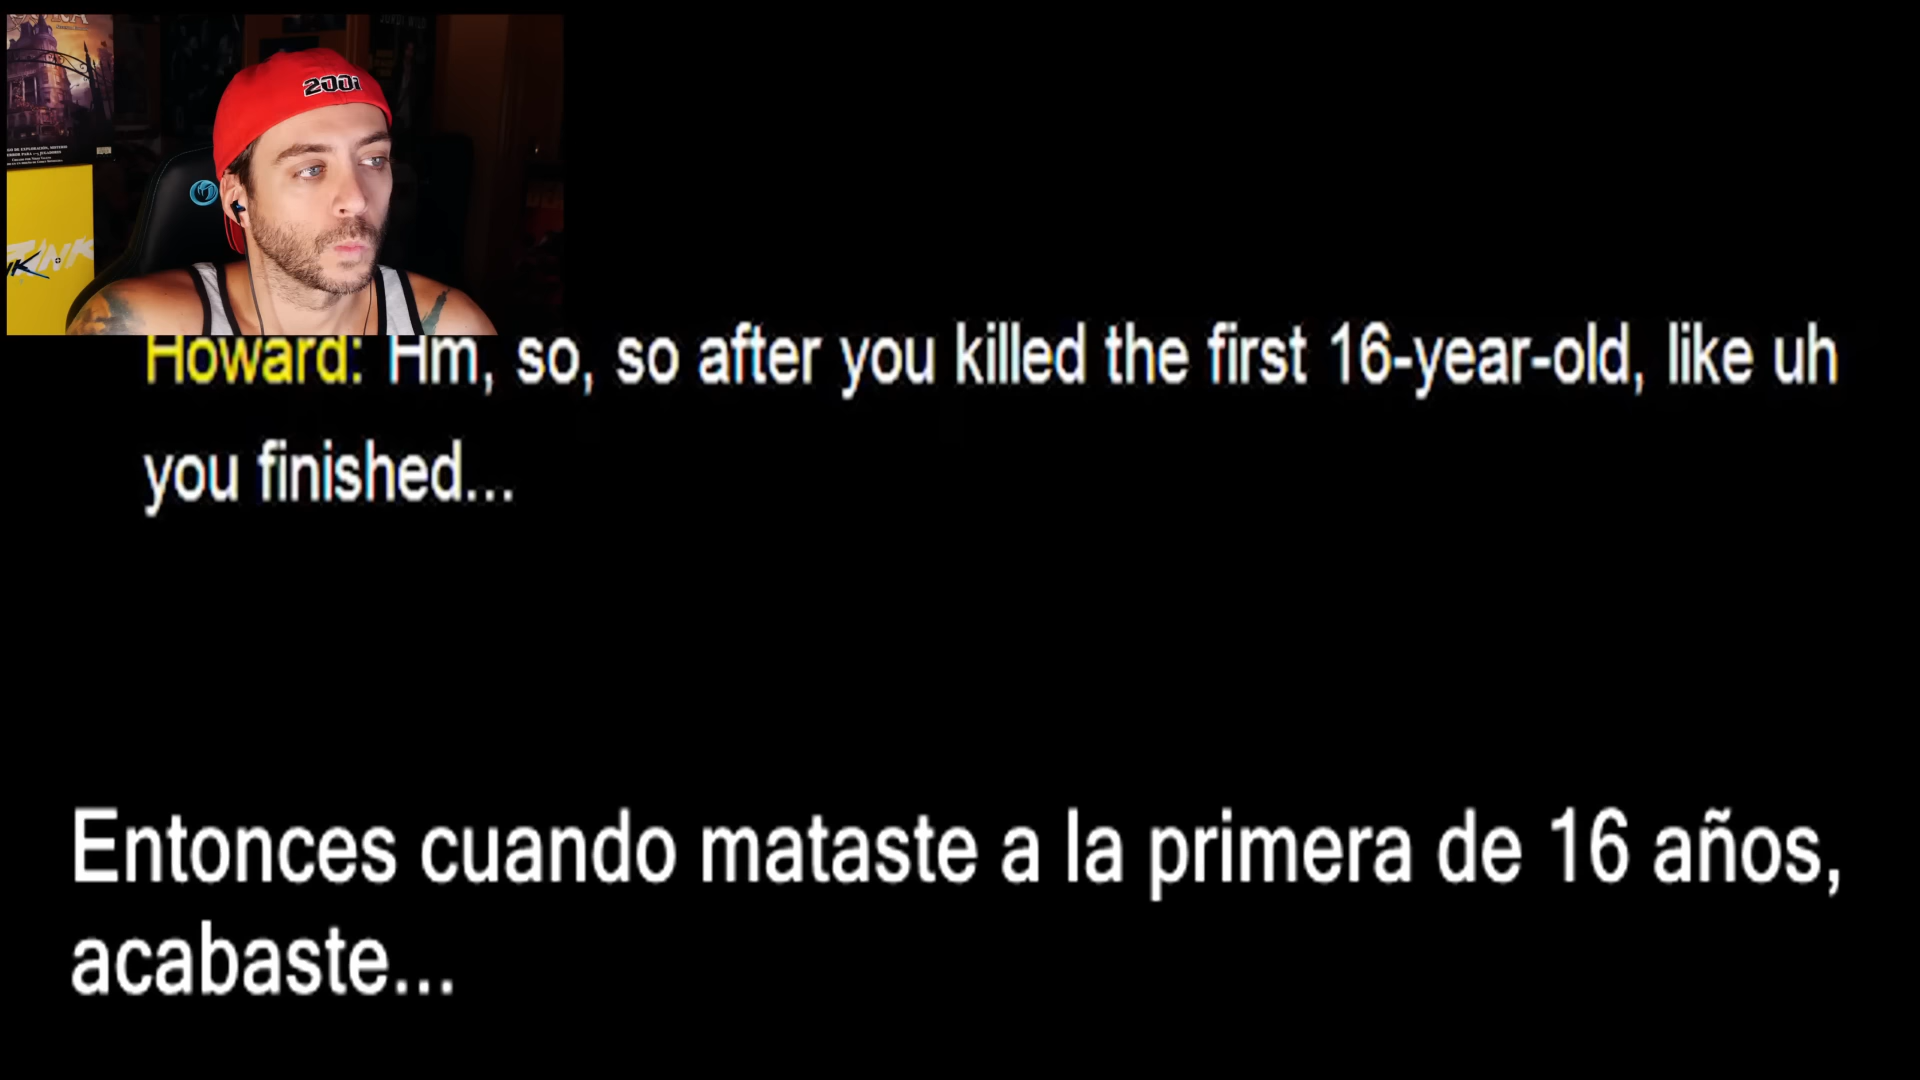 2001
Howard: Hm, so, so after you killed the first 16-year-old, like uh
you finished...
Entonces cuando mataste a la primera de 16 años,
acabaste...